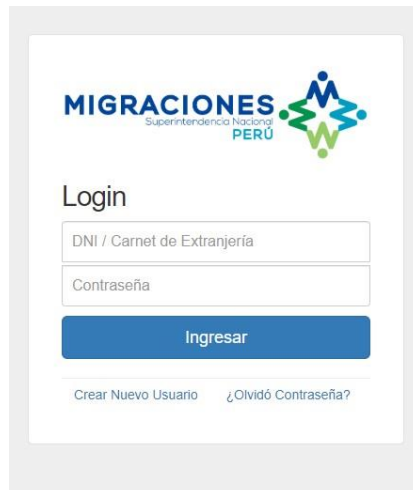 MIGRACIONES
Superintendencia Nacional
PERÚ
Login
DNI / Carnet de Extranjería
Contraseña
Ingresar
Crear Nuevo Usuario ¿Olvidó Contraseña?